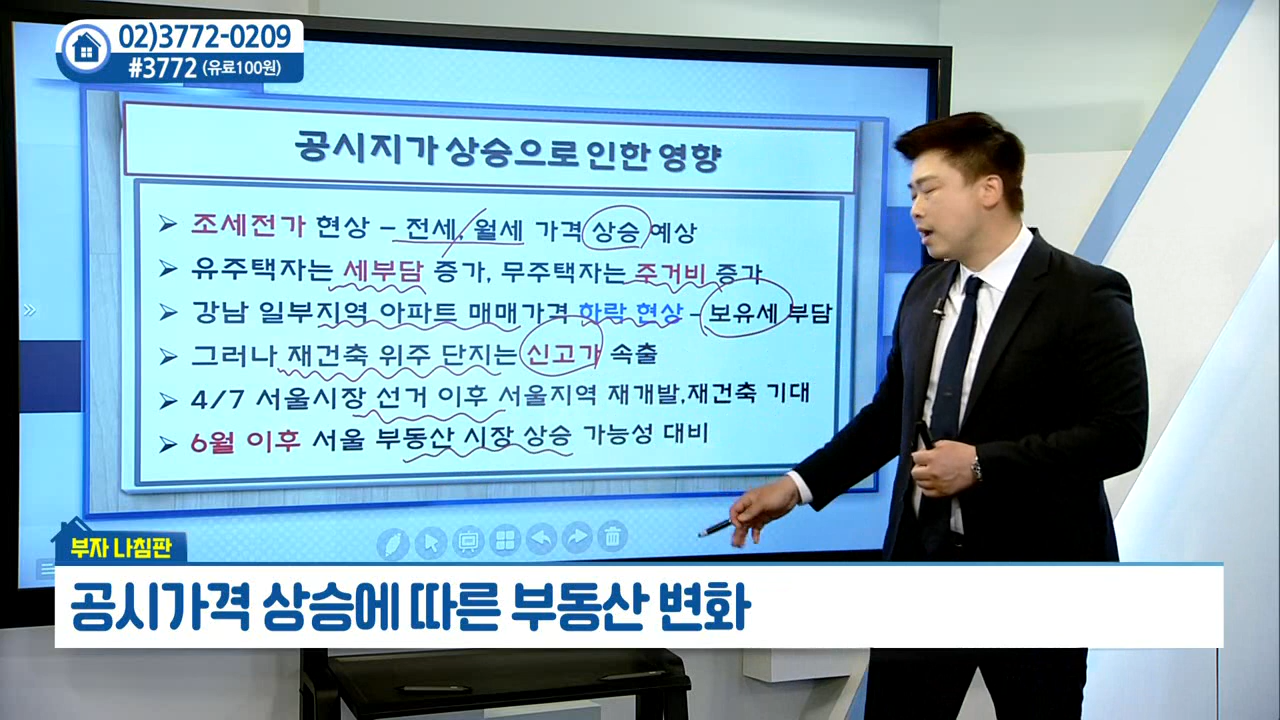 02)3772-0209
#3772 (유료100원)
공시지가 상승으로 인한 영향
➢ 조세전가 현상 – 전세, 월세 가격 상승 예상
➢ 유주택자는 세부담 증가, 무주택자는 주거비 증가
➢ 강남 일부지역 아파트 매매가격 하락 현상 – 보유세 부담
➢ 그러나 재건축 위주 단지는 신고가 속출
➢ 4/7 서울시장 선거 이후 서울지역 재개발,재건축 기대
➢ 6월 이후 서울 부동산 시장 상승 가능성 대비
부자 나침판
공시가격 상승에 따른 부동산 변화